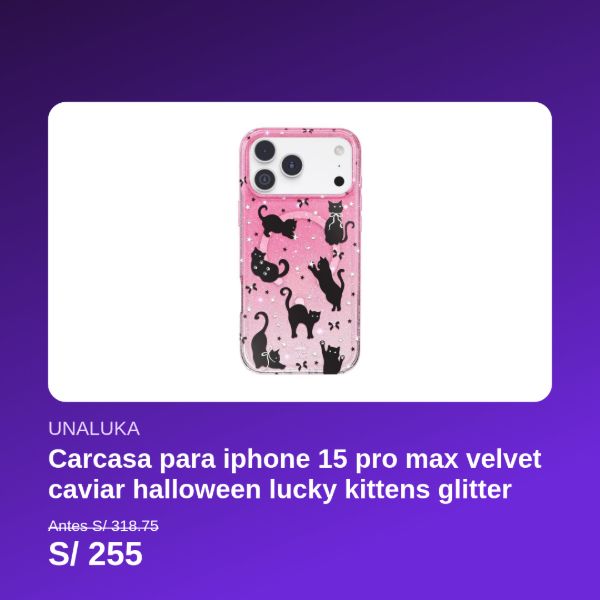 UNALUKA
Carcasa para iphone 15 pro max velvet
caviar halloween lucky kittens glitter
Antes S/ 318.75
S/ 255